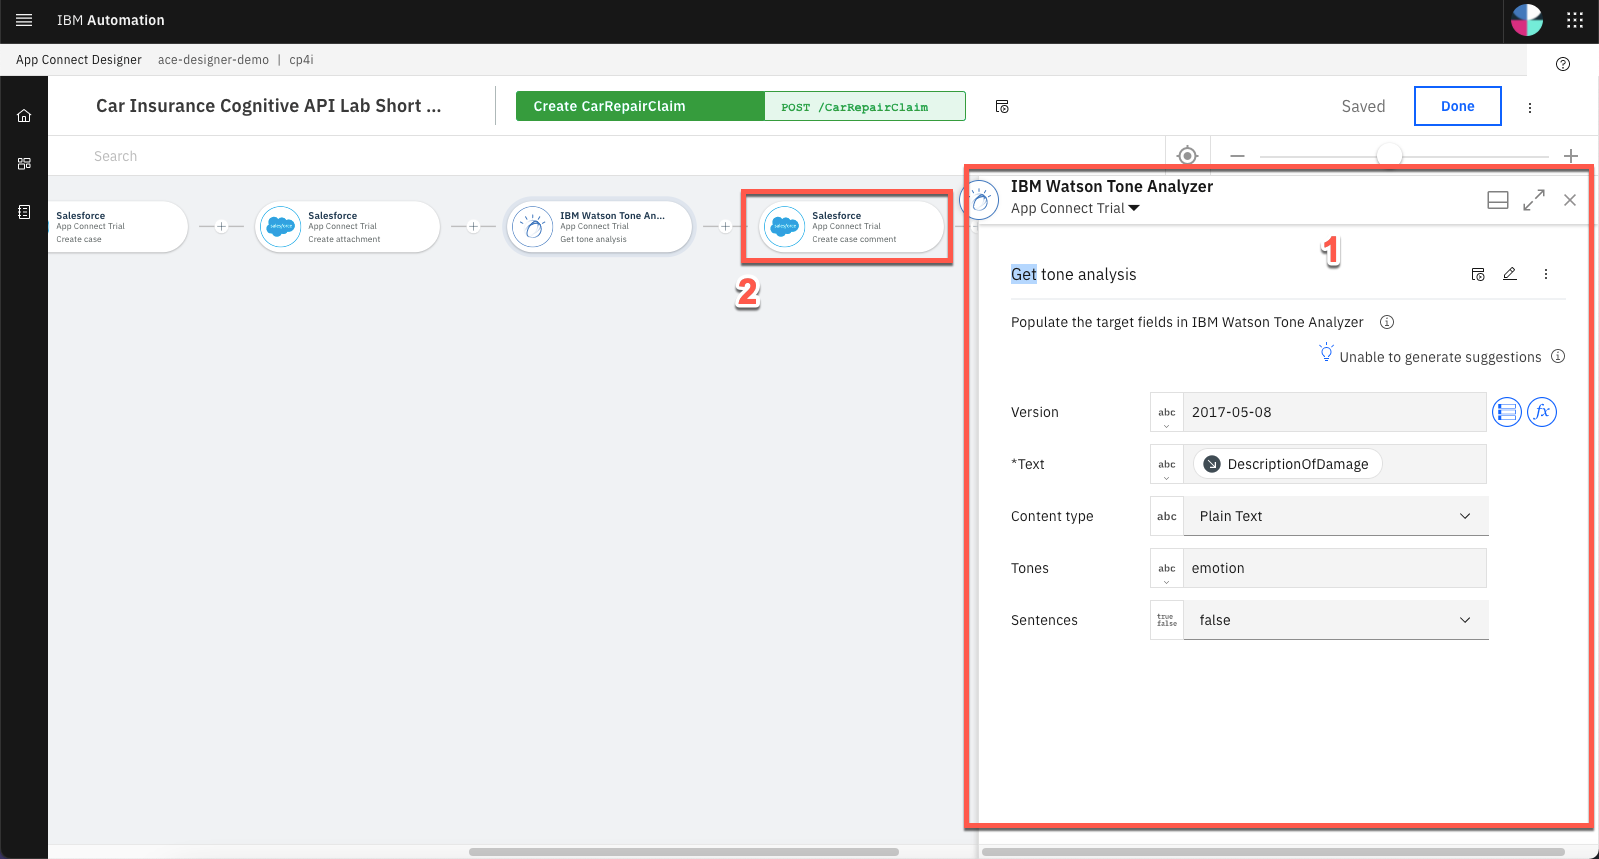 IBM Automation
App Connect Designer ace-designer-demo | cp4i
Car Insurance Cognitive API Lab Short ...
Create CarRepairClaim
POST /CarRepairClaim
Saved
Done
Search
Salesforce
App Connect Trial
Create case
salesforce
Salesforce
App Connect Trial
Create attachment
IBM Watson Tone An...
App Connect Trial
Get tone analysis
salesforce
Salesforce
App Connect Trial
Create case comment
2
IBM Watson Tone Analyzer
App Connect Trial
1
Get tone analysis
Populate the target fields in IBM Watson Tone Analyzer
Unable to generate suggestions
Version abc 2017-05-08 fx
*Text abc DescriptionOfDamage
Content type abc Plain Text
Tones abc emotion
Sentences true false false